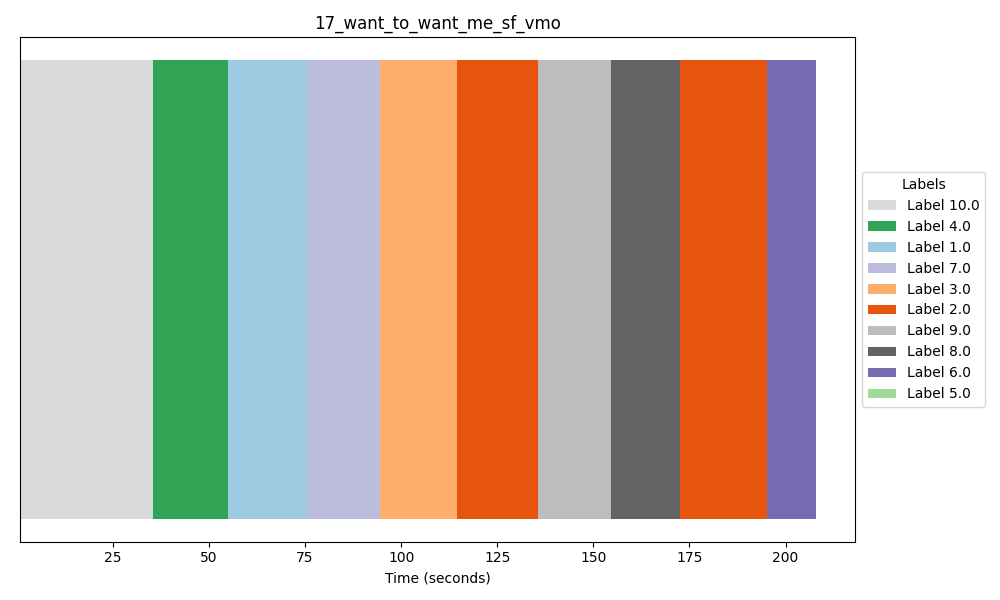 17_want_to_want_me_sf_vmo
Labels
Label 10.0
Label 4.0
Label 1.0
Label 7.0
Label 3.0
Label 2.0
Label 9.0
Label 8.0
Label 6.0
Label 5.0
25 50 75 100 125 150 175 200
Time (seconds)